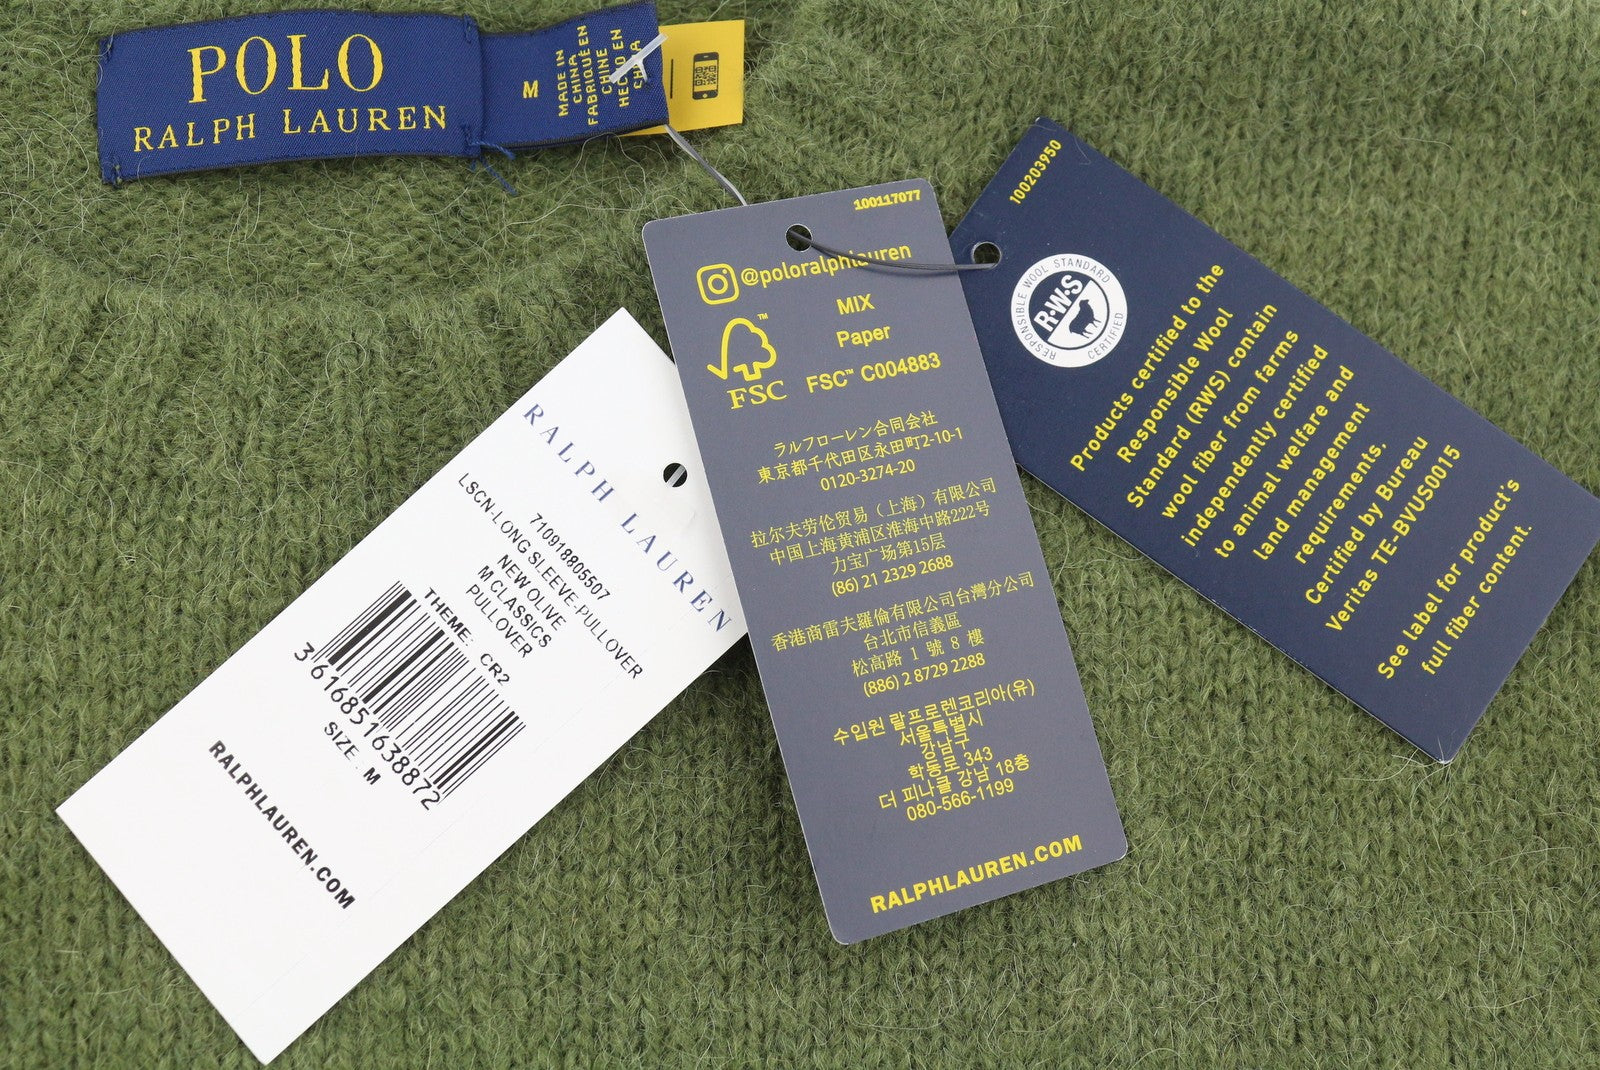 POLO
RALPH LAUREN
M
MADE IN
CHINA
FABRIQUÉ EN
CHINE
HECHO EN
CHINA
RALPH LAUREN
710918805507
LSCN-LONG SLEEVE-PULLOVER
NEW OLIVE
M CLASSICS
PULLOVER
THEME: CR2
3616851638872
SIZE : M
RALPHLAUREN.COM
100117077
@poloralphlauren
MIX
Paper
FSC™ C004883
™
FSC
ラルフローレン合同会社
東京都千代田区永田町2-10-1
0120-3274-20
拉尔夫劳伦贸易（上海）有限公司
中国上海黄浦区淮海中路222号
力宝广场第15层
(86) 21 2329 2688
香港商雷夫羅倫有限公司台灣分公司
台北市信義區
松高路 1 號 8 樓
(886) 2 8729 2288
수입원 랄프로렌코리아(유)
서울특별시
강남구
학동로 343
더 피나클 강남 18층
080-566-1199
RALPHLAUREN.COM
100203950
RESPONSIBLE WOOL STANDARD
R·W·S
CERTIFIED
RESPONSIBLE
CERTIFIED
Products certified to the
Responsible Wool
Standard (RWS) contain
wool fiber from farms
independently certified
to animal welfare and
land management
requirements.
Certified by Bureau
Veritas TE-BVUS0015
See label for product's
full fiber content.